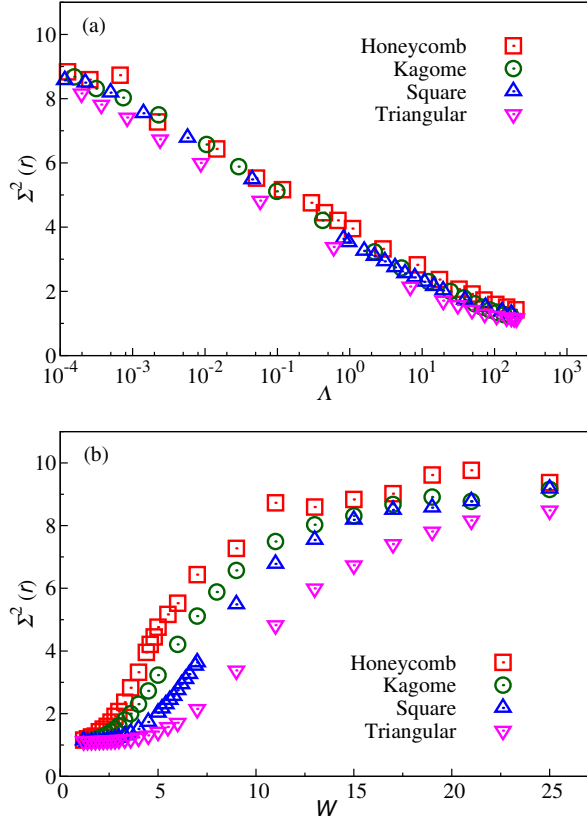 (a)
Honeycomb
Kagome
Square
Triangular
Σ² (r)
10
8
6
4
2
0
10⁻⁴ 10⁻³ 10⁻² 10⁻¹ 10⁰ 10¹ 10² 10³
Λ
(b)
Σ² (r)
10
8
6
4
2
0
Honeycomb
Kagome
Square
Triangular
0 5 10 15 20 25
W